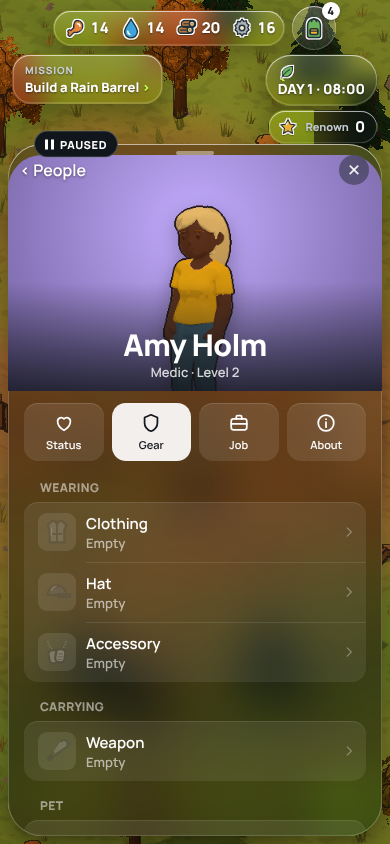 14 14 20 16
4
MISSION
Build a Rain Barrel ›
DAY 1 · 08:00
Renown 0
PAUSED
‹ People
Amy Holm
Medic · Level 2
Status Gear Job About
WEARING
Clothing
Empty
Hat
Empty
Accessory
Empty
CARRYING
Weapon
Empty
PET